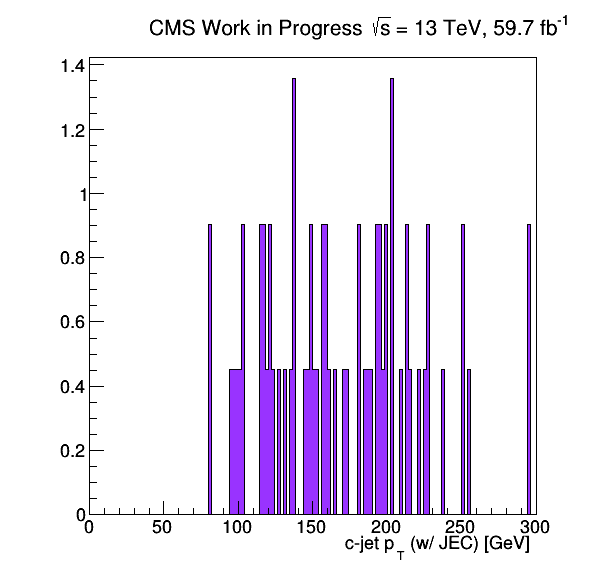 CMS Work in Progress √s = 13 TeV, 59.7 fb⁻¹
1.4
1.2
1
0.8
0.6
0.4
0.2
0
0 50 100 150 200 250 300
c-jet p_T (w/ JEC) [GeV]